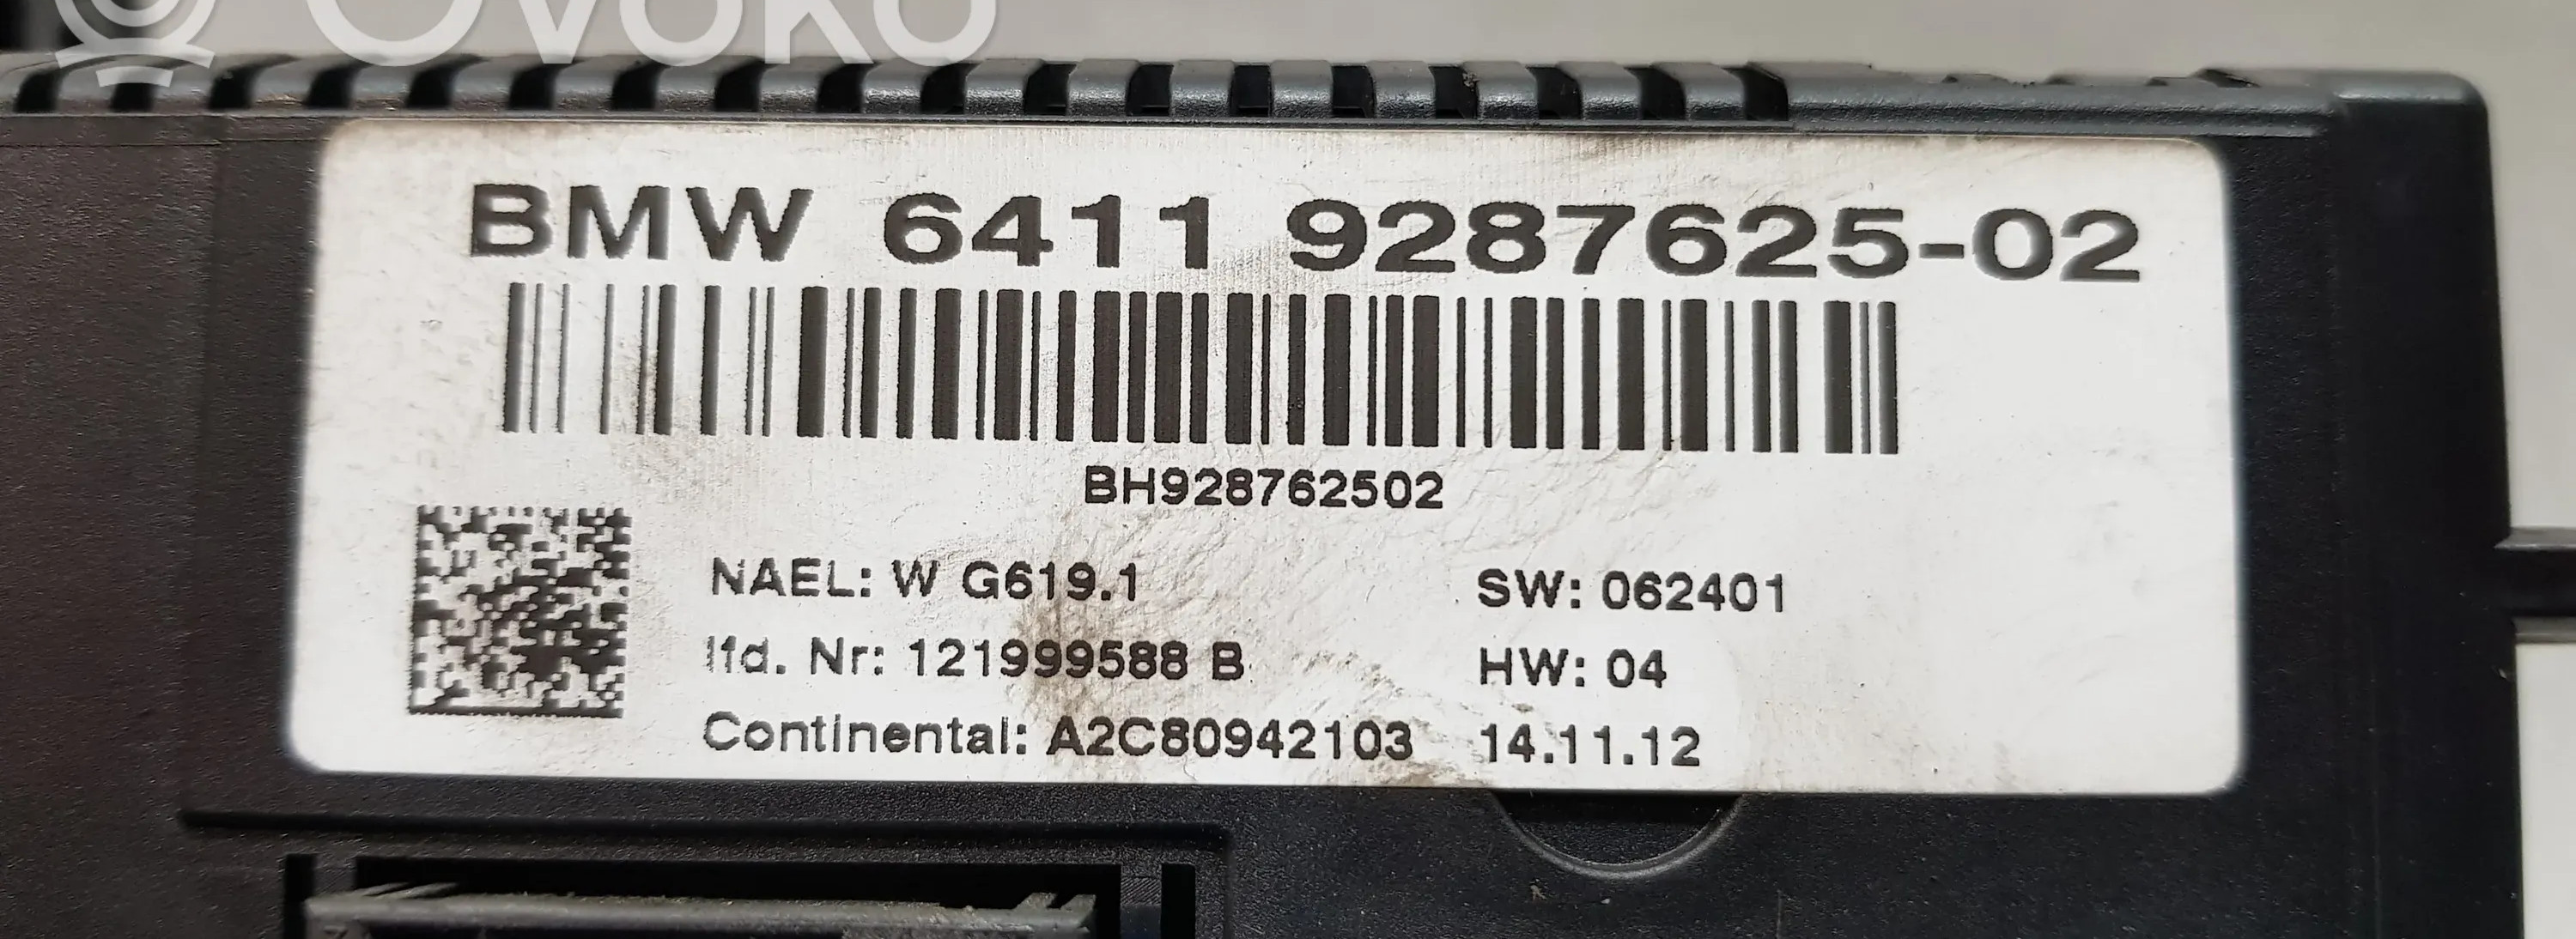 OVOKO
BMW 6411 9287625-02
BH928762502
NAEL: W G619.1
SW: 062401
lfd. Nr: 121999588 B
HW: 04
Continental: A2C80942103
14.11.12